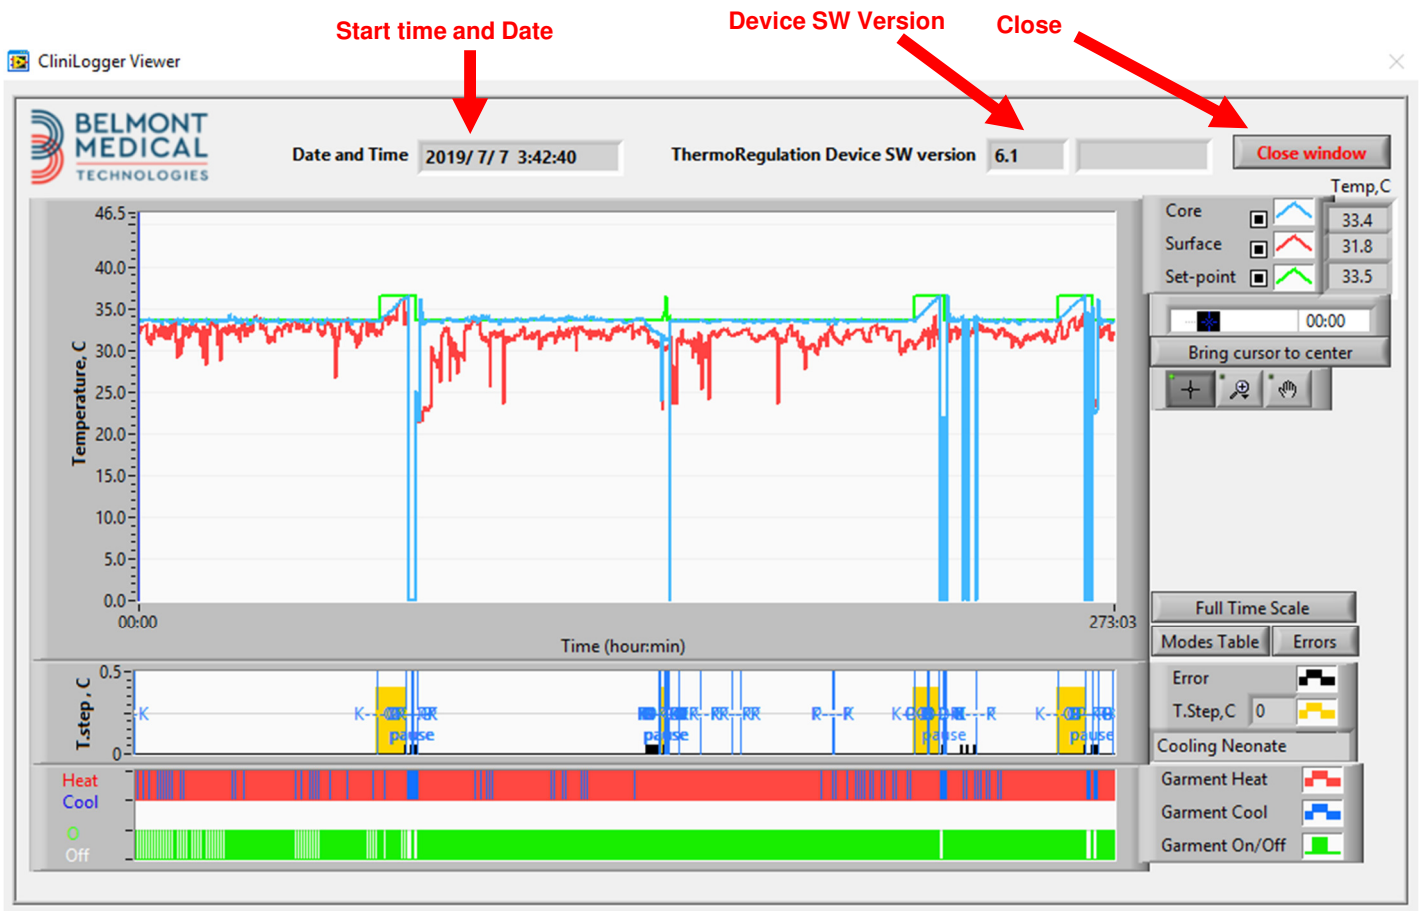 Start time and Date
Device SW Version
Close
CliniLogger Viewer
BELMONT
MEDICAL
TECHNOLOGIES
Date and Time 2019/ 7/ 7 3:42:40
ThermoRegulation Device SW version 6.1
Close window
Temp,C
Core 33.4
Surface 31.8
Set-point 33.5
00:00
Bring cursor to center
Temperature, C
46.5
40.0
35.0
30.0
25.0
20.0
15.0
10.0
5.0
0.0
00:00
273:03
Time (hour:min)
Full Time Scale
Modes Table
Errors
T.step, C
0.5
0
K
pause
pause
pause
pause
Error
T.Step,C 0
Cooling Neonate
Heat
Cool
O
Off
Garment Heat
Garment Cool
Garment On/Off